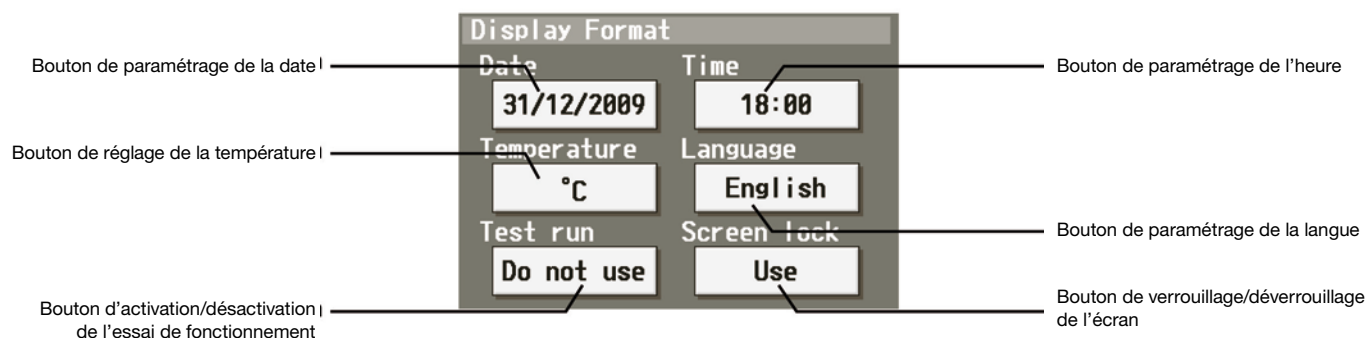 Display Format
Bouton de paramétrage de la date
Date
Time
Bouton de paramétrage de l’heure
31/12/2009
18:00
Bouton de réglage de la température
Temperature
Language
°C
English
Bouton de paramétrage de la langue
Test run
Screen lock
Do not use
Use
Bouton d’activation/désactivation
de l’essai de fonctionnement
Bouton de verrouillage/déverrouillage
de l’écran